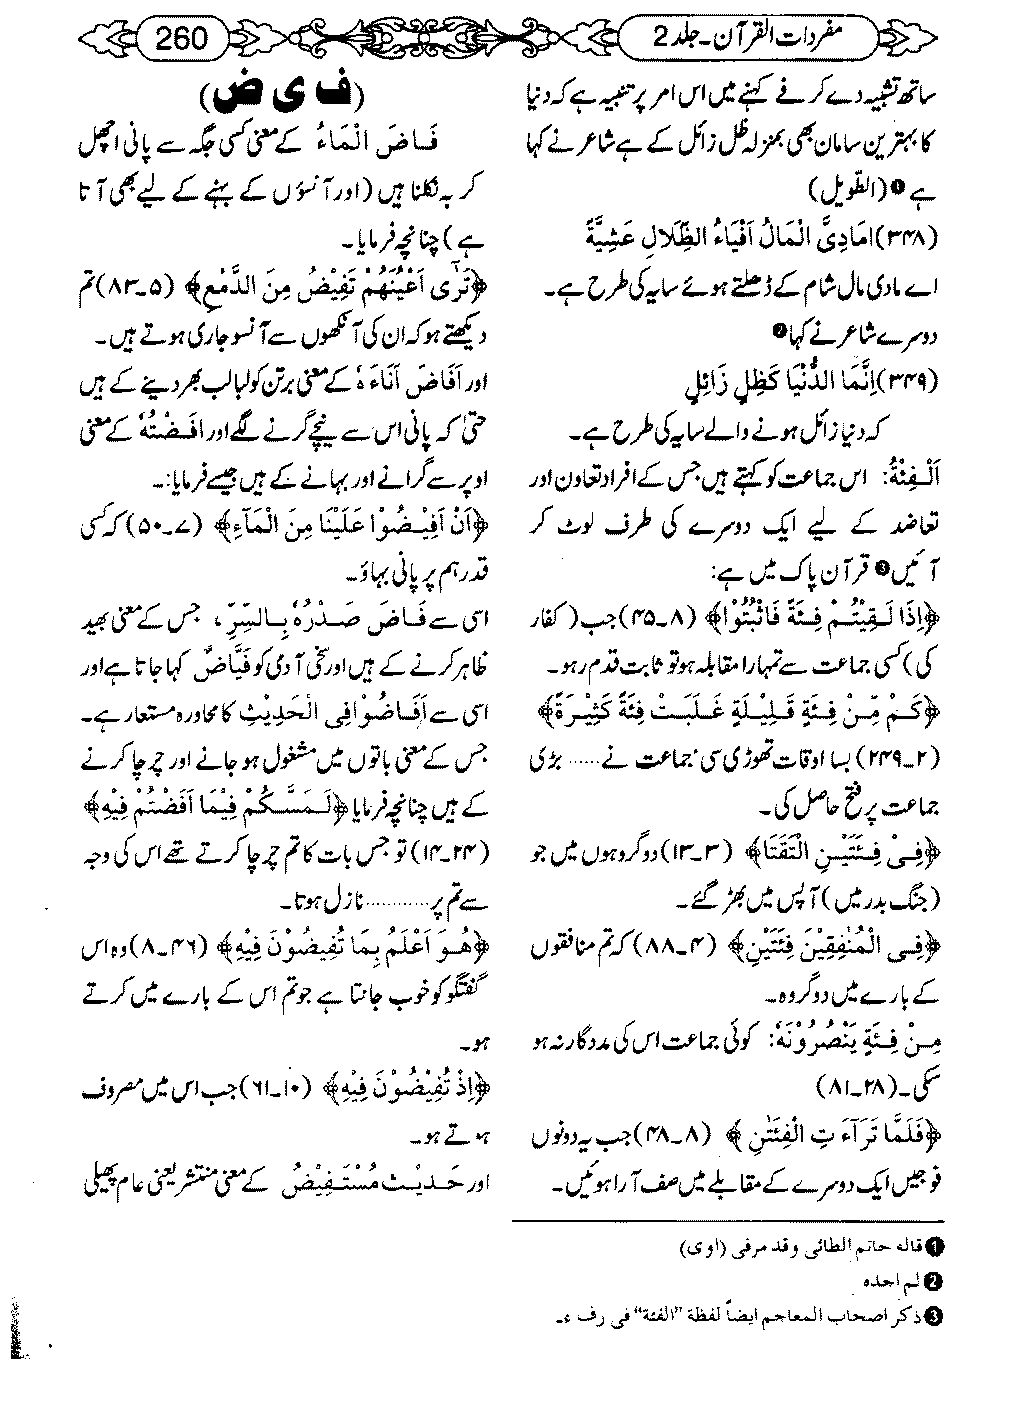 مفردات القرآن۔جلد 2
260
ساتھ تشبیہ دے کر فے کہنے میں اس امر پر تنبیہ ہے کہ دنیا
کا بہترین سامان بھی بمنزلہ ظل زائل کے ہے شاعر نے کہا
ہے❶ (الطّویل)
(۳۴۸)اَمَادِیَّ الْمَالُ اَفْیَاءُ الظِّلَالِ عَشِیَّةً
اے مادی مال شام کے ڈھلتے ہوئے سایہ کی طرح ہے۔
دوسرے شاعر نے کہا❷
(۳۴۹)اِنَّمَا الدُّنْیَا کَظِلٍ زَائِلٍ
کہ دنیا زائل ہونے والے سایہ کی طرح ہے۔
اَلْفِئَةُ: اس جماعت کو کہتے ہیں جس کے افراد تعاون اور
تعاضد کے لیے ایک دوسرے کی طرف لوٹ کر
آئیں❸ قرآن پاک میں ہے:
﴿اِذَا لَقِیْتُمْ فِئَةً فَاثْبُتُوْا﴾ (۸۔۴۵)جب (کفار
کی) کسی جماعت سے تمہارا مقابلہ ہو تو ثابت قدم رہو۔
﴿کَمْ مِّنْ فِئَةٍ قَلِیْلَةٍ غَلَبَتْ فِئَةً کَثِیْرَةً﴾
(۲۔۲۴۹) بسا اوقات تھوڑی سی جماعت نے ...... بڑی
جماعت پر فتح حاصل کی۔
﴿فِیْ فِئَتَیْنِ الْتَقَتَا﴾ (۳۔۱۳)دو گروہوں میں جو
(جنگ بدر میں) آپس میں بھڑ گئے۔
﴿فِی الْمُنٰفِقِیْنَ فِئَتَیْنِ﴾ (۴۔۸۸)کہ تم منافقوں
کے بارے میں دو گروہ۔
مِنْ فِئَةٍ یَنْصُرُوْنَهٗ: کوئی جماعت اس کی مددگار نہ ہو
سکی۔(۲۸۔۸۱)
﴿فَلَمَّا تَرَآءَ تِ الْفِئَتٰنِ﴾ (۸۔۴۸)جب یہ دونوں
فوجیں ایک دوسرے کے مقابلے میں صف آرا ہوئیں۔
(ف ی ض)
فَاضَ الْمَاءُ کے معنی کسی جگہ سے پانی اچھل
کر بہ نکلنا ہیں (اور آنسوؤں کے بہنے کے لیے بھی آتا
ہے) چنانچہ فرمایا۔
﴿تَرٰٓی اَعْیُنَهُمْ تَفِیْضُ مِنَ الدَّمْعِ﴾ (۵۔۸۳)تم
دیکھتے ہو کہ ان کی آنکھوں سے آنسو جاری ہوتے ہیں۔
اور اَفَاضَ اِنَاءَ ہٗ کے معنی برتن کو لبالب بھر دینے کے ہیں
حتیٰ کہ پانی اس سے نیچے گرنے لگے اور اَفَضْتُهٗ کے معنی
اوپر سے گرانے اور بہانے کے ہیں جیسے فرمایا:۔
﴿اَنْ اَفِیْضُوْا عَلَیْنَا مِنَ الْمَآءِ﴾ (۷۔۵۰)کہ کسی
قدر ہم پر پانی بہاؤ۔
اسی سے فَاضَ صَدْرُهٗ بِالسِّرِّ، جس کے معنی بھید
ظاہر کرنے کے ہیں اور سخی آدمی کو فَیَّاضٌ کہا جاتا ہے اور
اسی سے اَفَاضُوْا فِی الْحَدِیْثِ کا محاورہ مستعار ہے۔
جس کے معنی باتوں میں مشغول ہو جانے اور چرچا کرنے
کے ہیں چنانچہ فرمایا ﴿لَمَسَّکُمْ فِیْمَا اَفَضْتُمْ فِیْهِ﴾
(۲۴۔۱۴) تو جس بات کا تم چرچا کرتے تھے اس کی وجہ
سے تم پر............نازل ہوتا۔
﴿هُوَ اَعْلَمُ بِمَا تُفِیْضُوْنَ فِیْهِ﴾ (۴۶۔۸)وہ اس
گفتگو کو خوب جانتا ہے جو تم اس کے بارے میں کرتے
ہو۔
﴿اِذْ تُفِیْضُوْنَ فِیْهِ﴾ (۱۰۔۶۱)جب اس میں مصروف
ہوتے ہو۔
اور حَدِیْثٌ مُسْتَفِیْضٌ کے معنی منتشر یعنی عام پھیلی
❶ قاله حاتم الطائی وقد مرفی (اوی)
❷ لم اجده
❸ ذکر اصحاب المعاجم ایضاً لفظة "الفئة" فی رف ء۔